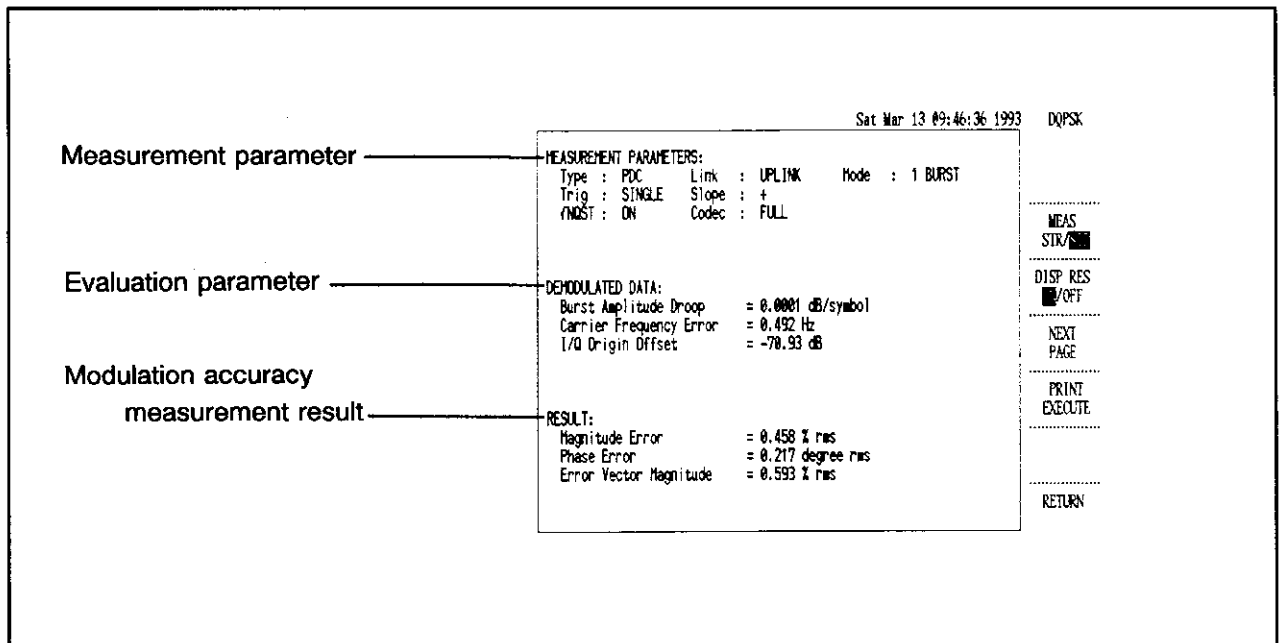 Sat Mar 13 09:46:36 1993 DQPSK
Measurement parameter
MEASUREMENT PARAMETERS:
Type : PDC Link : UPLINK Mode : 1 BURST
Trig : SINGLE Slope : +
√NQST : ON Codec : FULL
MEAS
STR/
Evaluation parameter
DEMODULATED DATA:
Burst Amplitude Droop = 0.0001 dB/symbol
Carrier Frequency Error = 0.492 Hz
I/Q Origin Offset = -70.93 dB
DISP RES
/OFF
NEXT
PAGE
Modulation accuracy
measurement result
RESULT:
Magnitude Error = 0.458 % rms
Phase Error = 0.217 degree rms
Error Vector Magnitude = 0.593 % rms
PRINT
EXECUTE
RETURN